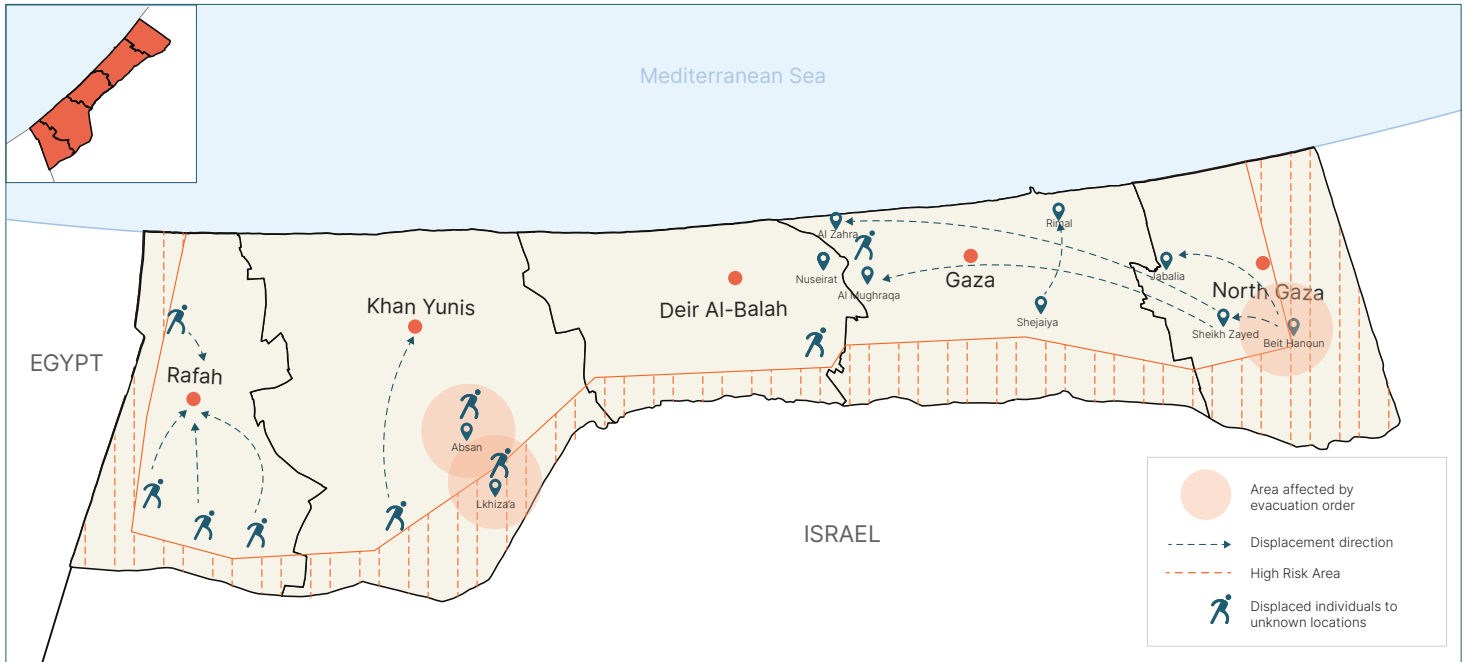 Mediterranean Sea
Al Zahra
Rimal
Nuseirat
Al Mughraqa
Gaza
Jabalia
North Gaza
Khan Yunis
Deir Al-Balah
Shejaiya
Sheikh Zayed
Beit Hanoun
EGYPT
Rafah
Absan
Lkhiza'a
ISRAEL
Area affected by
evacuation order
Displacement direction
High Risk Area
Displaced individuals to
unknown locations